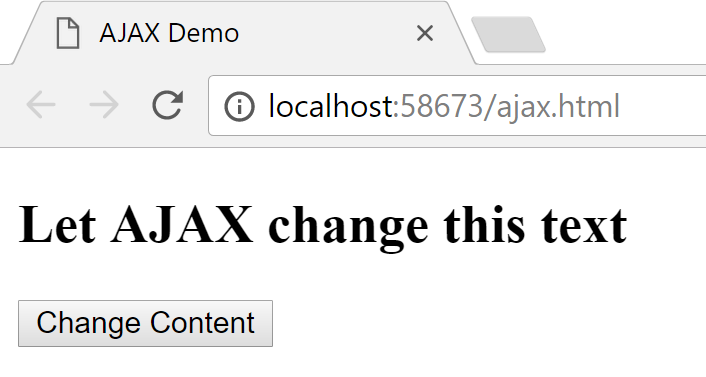 AJAX Demo
localhost:58673/ajax.html
Let AJAX change this text
Change Content